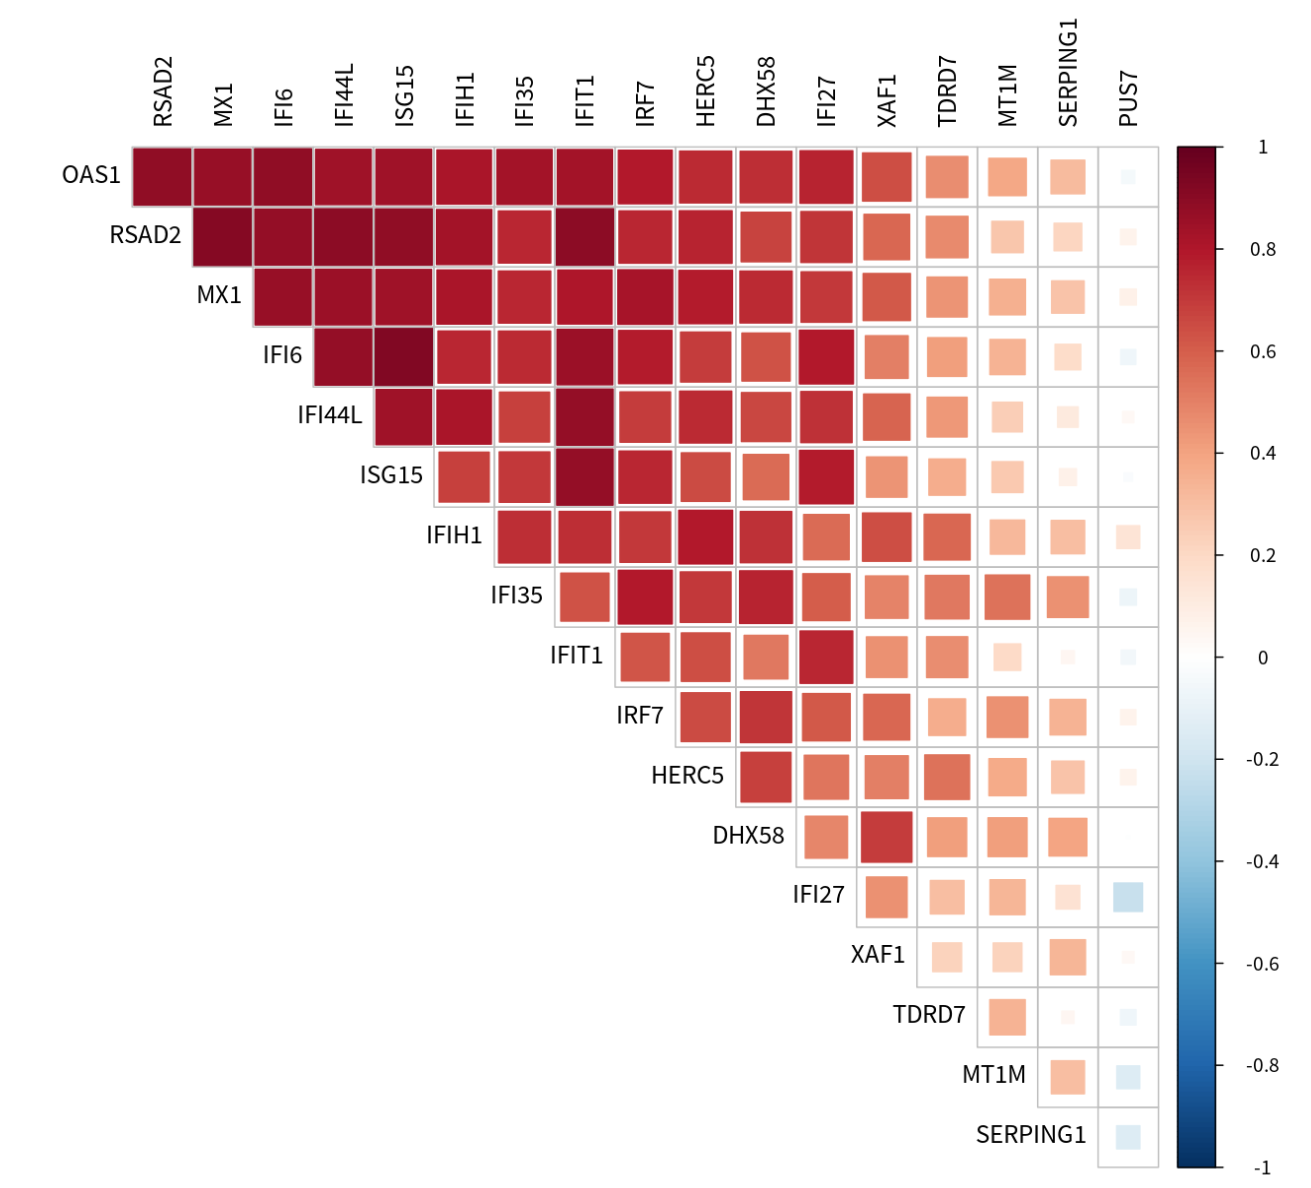 RSAD2 MX1 IFI6 IFI44L ISG15 IFIH1 IFI35 IFIT1 IRF7 HERC5 DHX58 IFI27 XAF1 TDRD7 MT1M SERPING1 PUS7
OAS1
RSAD2
MX1
IFI6
IFI44L
ISG15
IFIH1
IFI35
IFIT1
IRF7
HERC5
DHX58
IFI27
XAF1
TDRD7
MT1M
SERPING1
1
0.8
0.6
0.4
0.2
0
-0.2
-0.4
-0.6
-0.8
-1